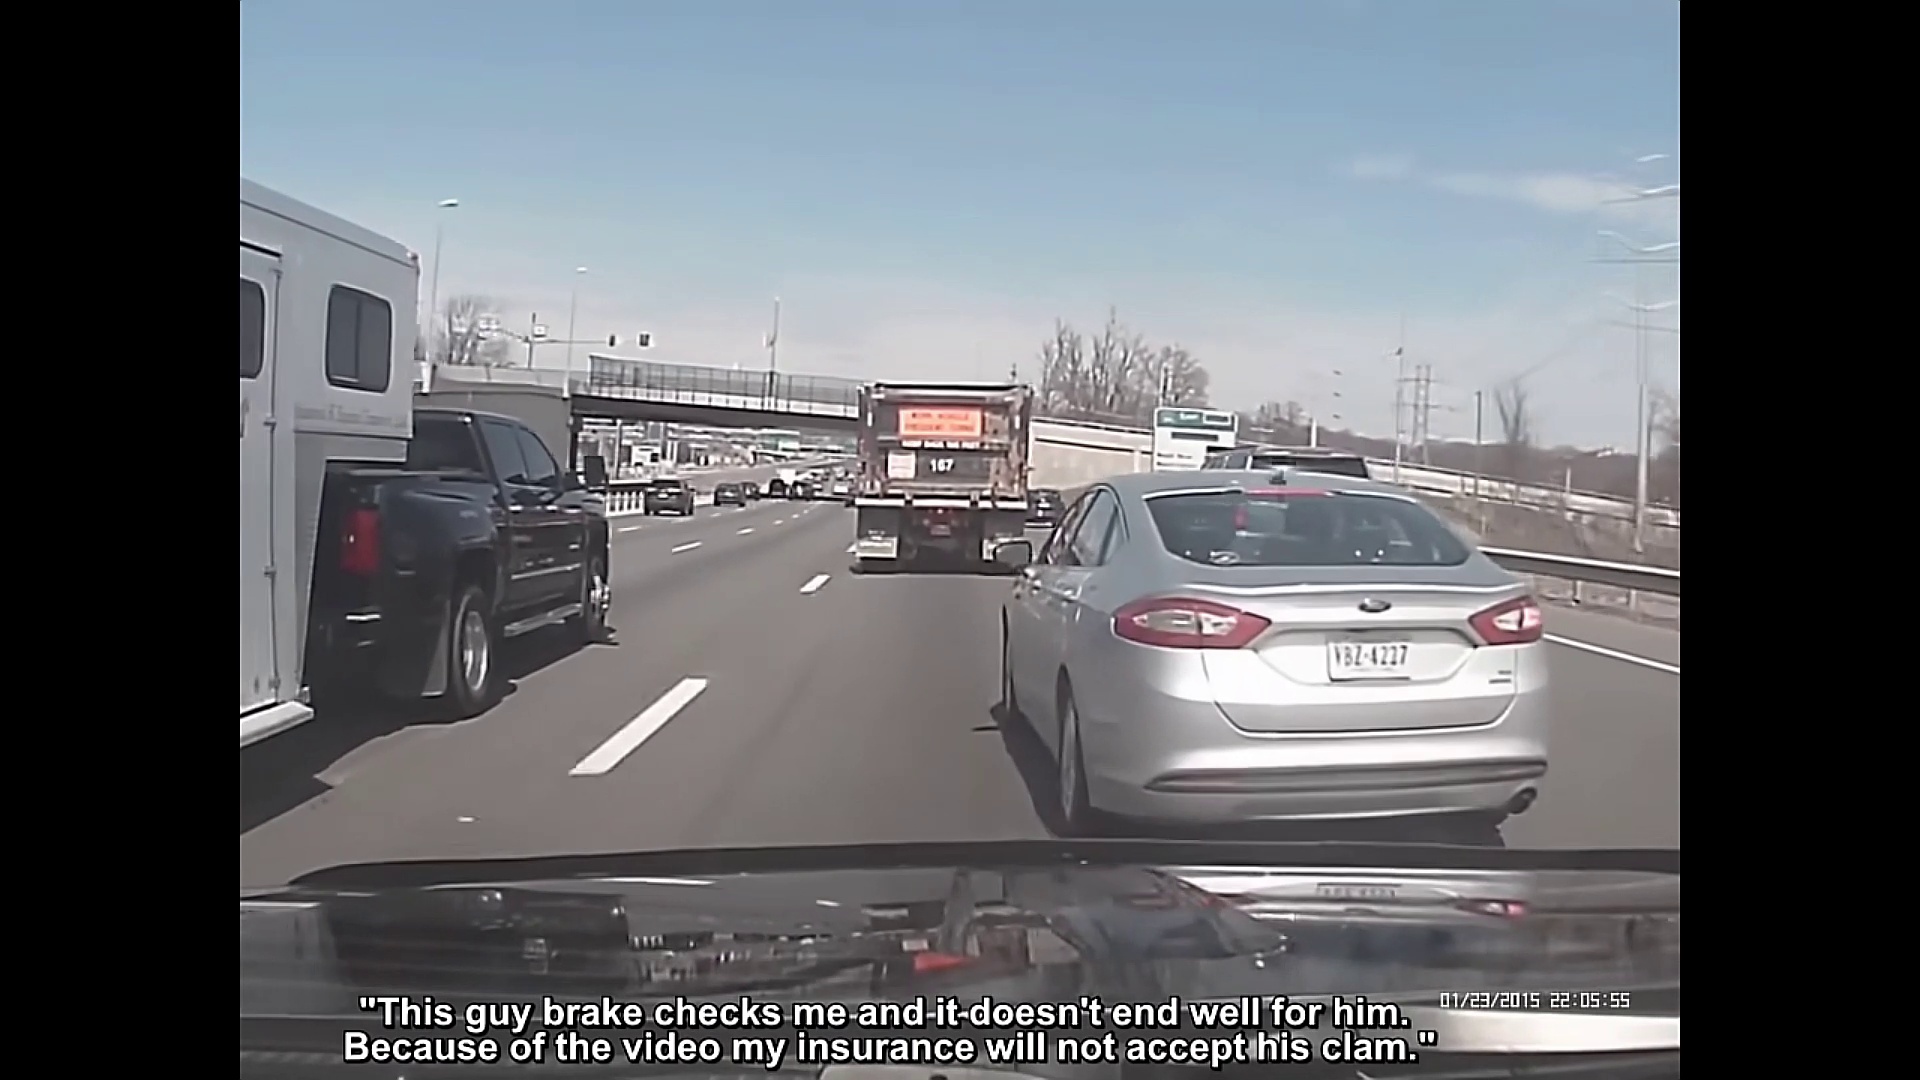 167
VBZ-4227
"This guy brake checks me and it doesn't end well for him.
Because of the video my insurance will not accept his clam."
01/23/2015 22:05:55